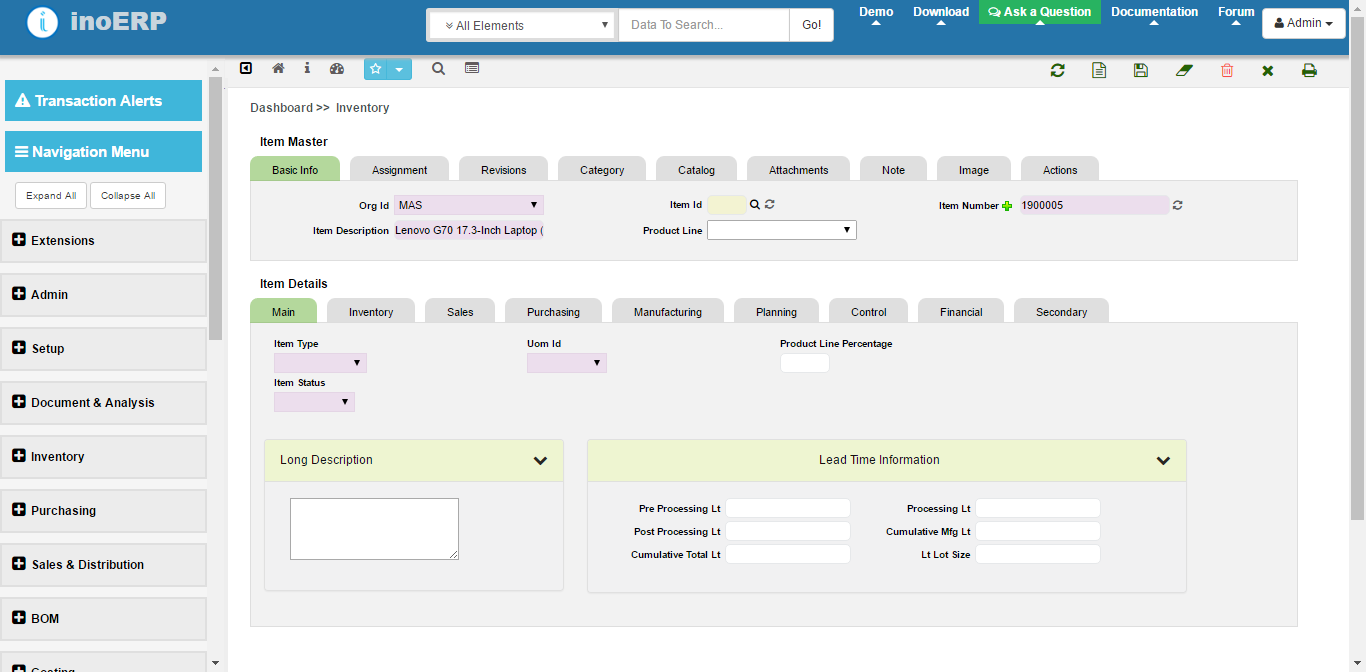 inoERP
All Elements
Data To Search...
Go!
Demo
Download
Ask a Question
Documentation
Forum
Admin
Transaction Alerts
Navigation Menu
Expand All
Collapse All
Extensions
Admin
Setup
Document & Analysis
Inventory
Purchasing
Sales & Distribution
BOM
Costing
Dashboard >> Inventory
Item Master
Basic Info
Assignment
Revisions
Category
Catalog
Attachments
Note
Image
Actions
Org Id MAS
Item Id
Item Number 1900005
Item Description Lenovo G70 17.3-Inch Laptop (
Product Line
Item Details
Main
Inventory
Sales
Purchasing
Manufacturing
Planning
Control
Financial
Secondary
Item Type
Uom Id
Product Line Percentage
Item Status
Long Description
Lead Time Information
Pre Processing Lt
Processing Lt
Post Processing Lt
Cumulative Mfg Lt
Cumulative Total Lt
Lt Lot Size